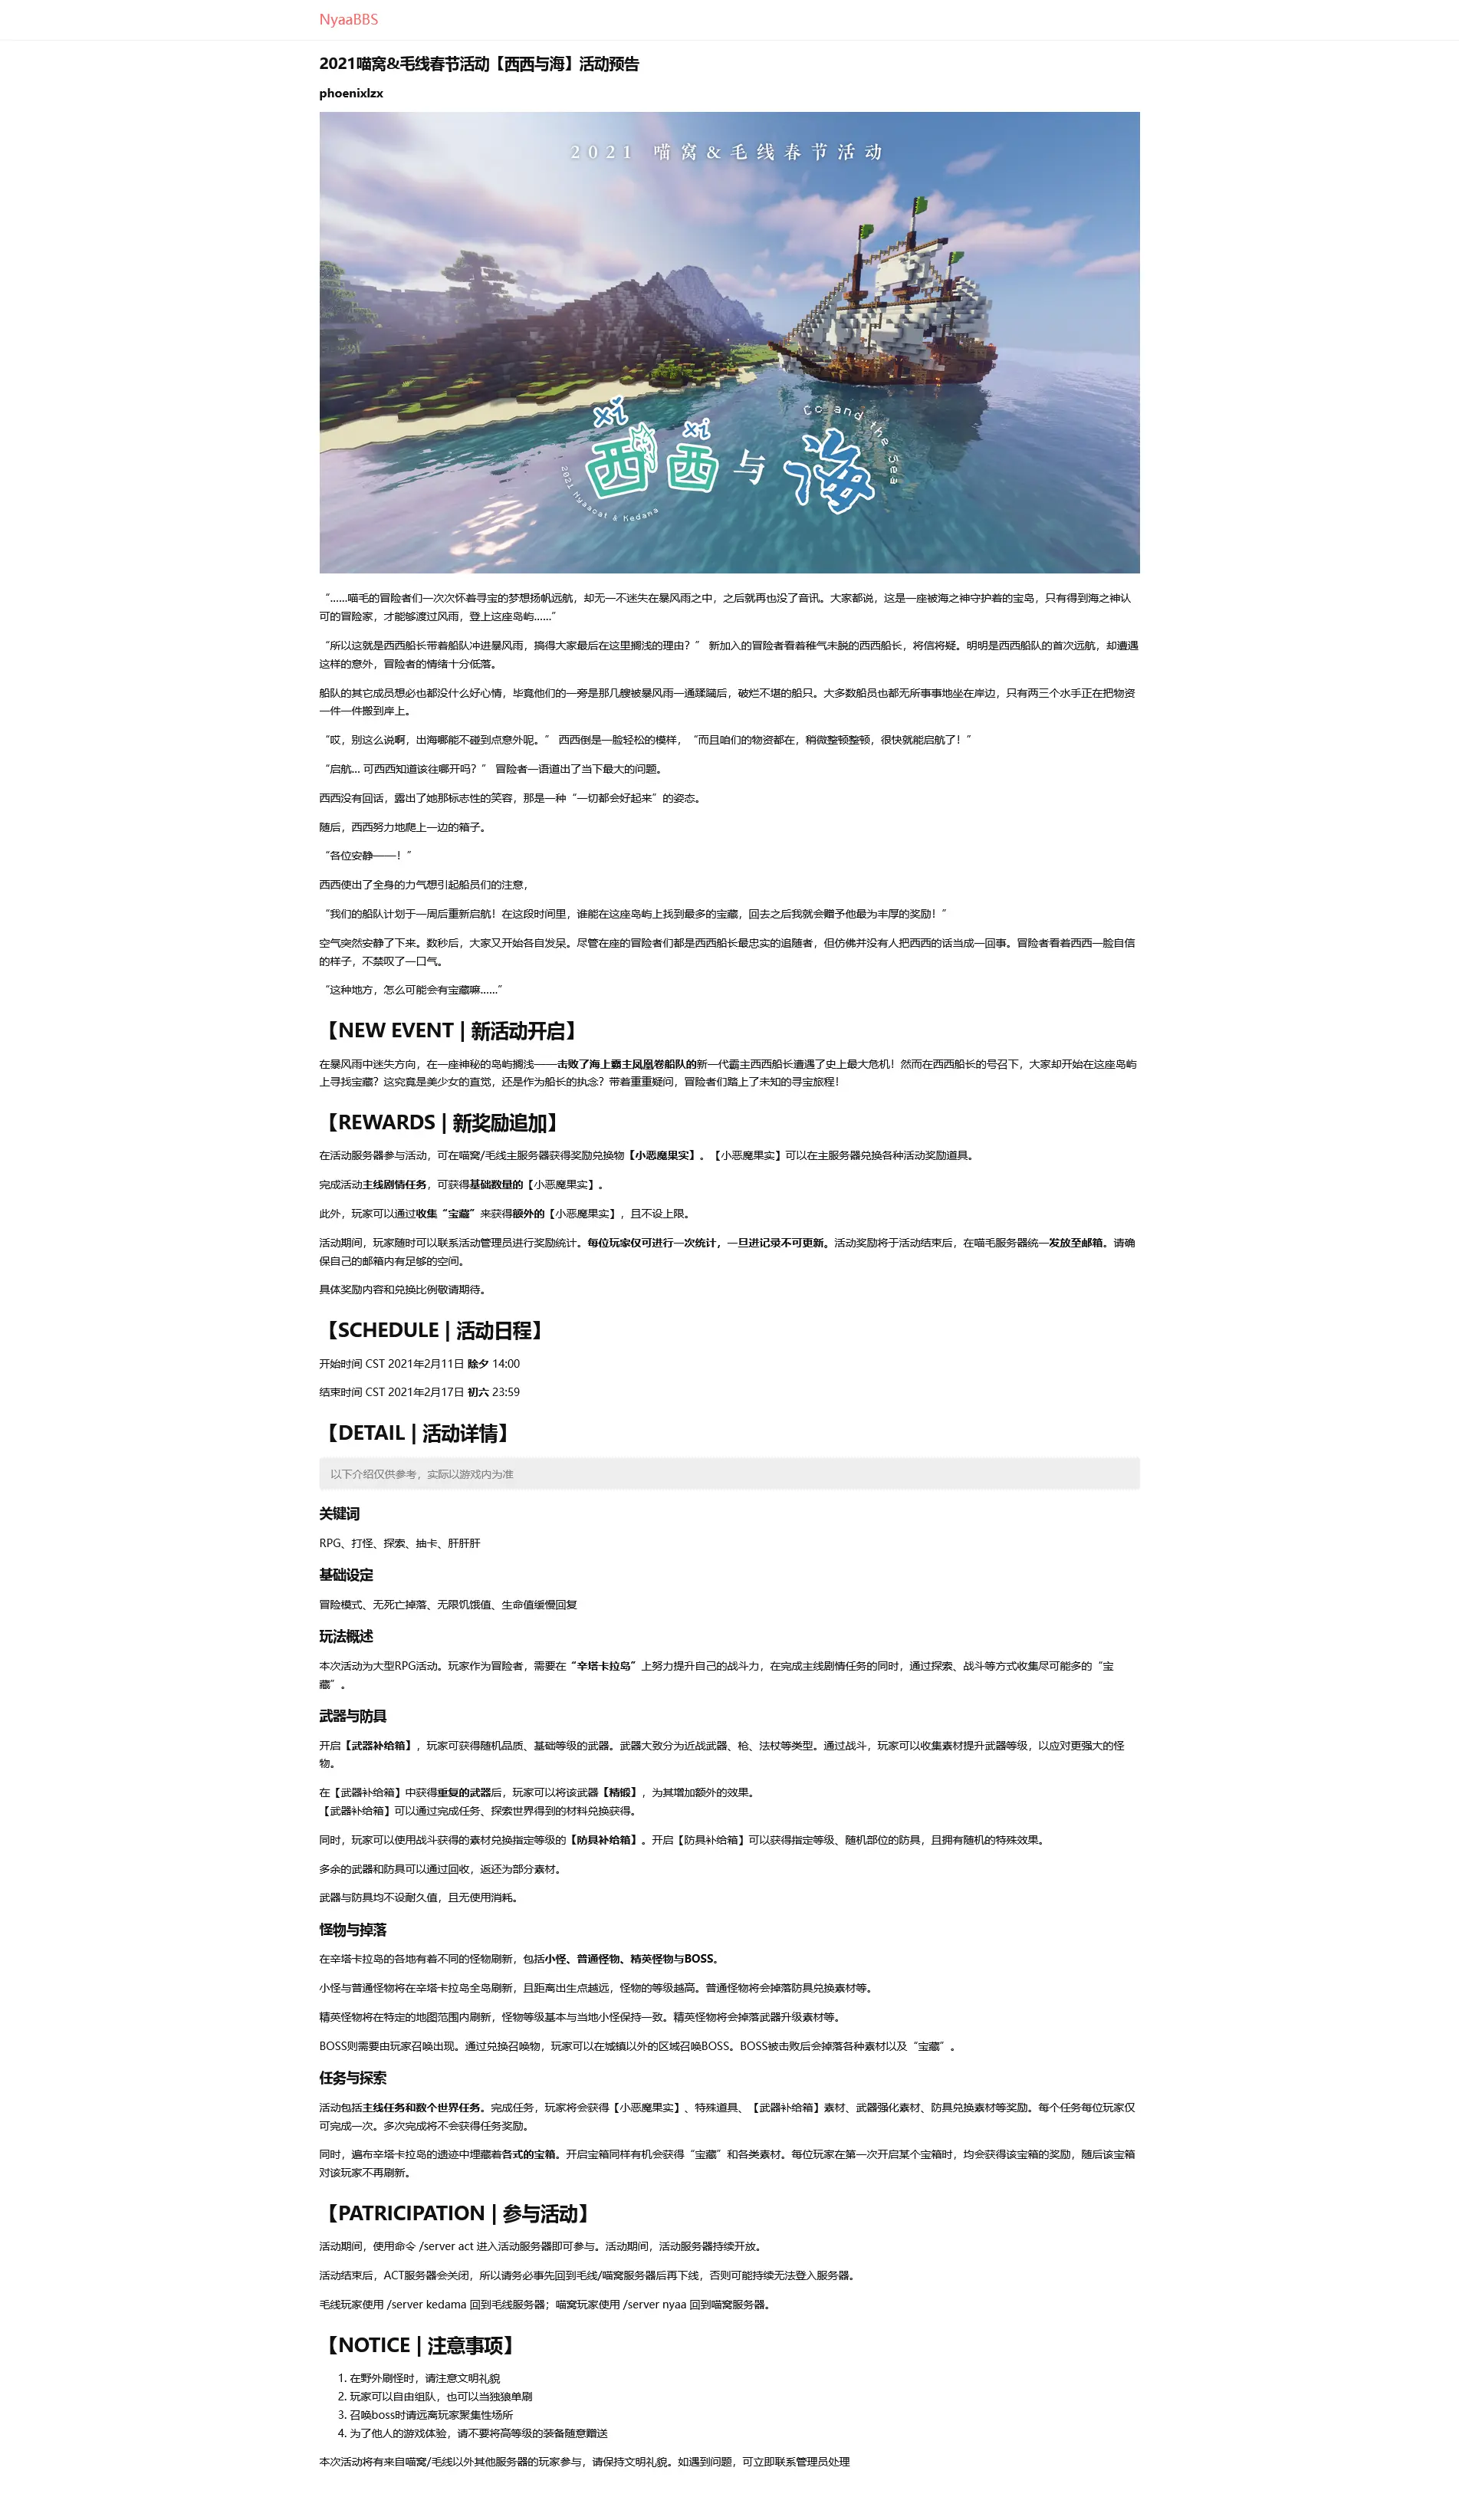 NyaaBBS
2021喵窝&毛线春节活动【西西与海】活动预告
phoenixlzx
2021 喵窝&毛线春节活动
xi xi
西西与海
Cc and the Sea
2021 Nyaacat & Kedama
“……喵毛的冒险者们一次次怀着寻宝的梦想扬帆远航，却无一不迷失在暴风雨之中，之后就再也没了音讯。大家都说，这是一座被海之神守护着的宝岛，只有得到海之神认
可的冒险家，才能够渡过风雨，登上这座岛屿……”
“所以这就是西西船长带着船队冲进暴风雨，搞得大家最后在这里搁浅的理由？” 新加入的冒险者看着稚气未脱的西西船长，将信将疑。明明是西西船队的首次远航，却遭遇
这样的意外，冒险者的情绪十分低落。
船队的其它成员想必也都没什么好心情，毕竟他们的一旁是那几艘被暴风雨一通蹂躏后，破烂不堪的船只。大多数船员也都无所事事地坐在岸边，只有两三个水手正在把物资
一件一件搬到岸上。
“哎，别这么说啊，出海哪能不碰到点意外呢。” 西西倒是一脸轻松的模样，“而且咱们的物资都在，稍微整顿整顿，很快就能启航了！”
“启航... 可西西知道该往哪开吗？” 冒险者一语道出了当下最大的问题。
西西没有回话，露出了她那标志性的笑容，那是一种“一切都会好起来”的姿态。
随后，西西努力地爬上一边的箱子。
“各位安静——！”
西西使出了全身的力气想引起船员们的注意，
“我们的船队计划于一周后重新启航！在这段时间里，谁能在这座岛屿上找到最多的宝藏，回去之后我就会赠予他最为丰厚的奖励！”
空气突然安静了下来。数秒后，大家又开始各自发呆。尽管在座的冒险者们都是西西船长最忠实的追随者，但仿佛并没有人把西西的话当成一回事。冒险者看着西西一脸自信
的样子，不禁叹了一口气。
“这种地方，怎么可能会有宝藏嘛……”
【NEW EVENT | 新活动开启】
在暴风雨中迷失方向，在一座神秘的岛屿搁浅——击败了海上霸主凤凰卷船队的新一代霸主西西船长遭遇了史上最大危机！然而在西西船长的号召下，大家却开始在这座岛屿
上寻找宝藏？这究竟是美少女的直觉，还是作为船长的执念？带着重重疑问，冒险者们踏上了未知的寻宝旅程！
【REWARDS | 新奖励追加】
在活动服务器参与活动，可在喵窝/毛线主服务器获得奖励兑换物【小恶魔果实】。【小恶魔果实】可以在主服务器兑换各种活动奖励道具。
完成活动主线剧情任务，可获得基础数量的【小恶魔果实】。
此外，玩家可以通过收集“宝藏”来获得额外的【小恶魔果实】，且不设上限。
活动期间，玩家随时可以联系活动管理员进行奖励统计。每位玩家仅可进行一次统计，一旦进记录不可更新。活动奖励将于活动结束后，在喵毛服务器统一发放至邮箱。请确
保自己的邮箱内有足够的空间。
具体奖励内容和兑换比例敬请期待。
【SCHEDULE | 活动日程】
开始时间 CST 2021年2月11日 除夕 14:00
结束时间 CST 2021年2月17日 初六 23:59
【DETAIL | 活动详情】
以下介绍仅供参考，实际以游戏内为准
关键词
RPG、打怪、探索、抽卡、肝肝肝
基础设定
冒险模式、无死亡掉落、无限饥饿值、生命值缓慢回复
玩法概述
本次活动为大型RPG活动。玩家作为冒险者，需要在“辛塔卡拉岛”上努力提升自己的战斗力，在完成主线剧情任务的同时，通过探索、战斗等方式收集尽可能多的“宝
藏”。
武器与防具
开启【武器补给箱】，玩家可获得随机品质、基础等级的武器。武器大致分为近战武器、枪、法杖等类型。通过战斗，玩家可以收集素材提升武器等级，以应对更强大的怪
物。
在【武器补给箱】中获得重复的武器后，玩家可以将该武器【精锻】，为其增加额外的效果。
【武器补给箱】可以通过完成任务、探索世界得到的材料兑换获得。
同时，玩家可以使用战斗获得的素材兑换指定等级的【防具补给箱】。开启【防具补给箱】可以获得指定等级、随机部位的防具，且拥有随机的特殊效果。
多余的武器和防具可以通过回收，返还为部分素材。
武器与防具均不设耐久值，且无使用消耗。
怪物与掉落
在辛塔卡拉岛的各地有着不同的怪物刷新，包括小怪、普通怪物、精英怪物与BOSS。
小怪与普通怪物将在辛塔卡拉岛全岛刷新，且距离出生点越远，怪物的等级越高。普通怪物将会掉落防具兑换素材等。
精英怪物将在特定的地图范围内刷新，怪物等级基本与当地小怪保持一致。精英怪物将会掉落武器升级素材等。
BOSS则需要由玩家召唤出现。通过兑换召唤物，玩家可以在城镇以外的区域召唤BOSS。BOSS被击败后会掉落各种素材以及“宝藏”。
任务与探索
活动包括主线任务和数个世界任务。完成任务，玩家将会获得【小恶魔果实】、特殊道具、【武器补给箱】素材、武器强化素材、防具兑换素材等奖励。每个任务每位玩家仅
可完成一次。多次完成将不会获得任务奖励。
同时，遍布辛塔卡拉岛的遗迹中埋藏着各式的宝箱。开启宝箱同样有机会获得“宝藏”和各类素材。每位玩家在第一次开启某个宝箱时，均会获得该宝箱的奖励，随后该宝箱
对该玩家不再刷新。
【PATRICIPATION | 参与活动】
活动期间，使用命令 /server act 进入活动服务器即可参与。活动期间，活动服务器持续开放。
活动结束后，ACT服务器会关闭，所以请务必事先回到毛线/喵窝服务器后再下线，否则可能持续无法登入服务器。
毛线玩家使用 /server kedama 回到毛线服务器；喵窝玩家使用 /server nyaa 回到喵窝服务器。
【NOTICE | 注意事项】
1. 在野外刷怪时，请注意文明礼貌
2. 玩家可以自由组队，也可以当独狼单刷
3. 召唤boss时请远离玩家聚集性场所
4. 为了他人的游戏体验，请不要将高等级的装备随意赠送
本次活动将有来自喵窝/毛线以外其他服务器的玩家参与，请保持文明礼貌。如遇到问题，可立即联系管理员处理